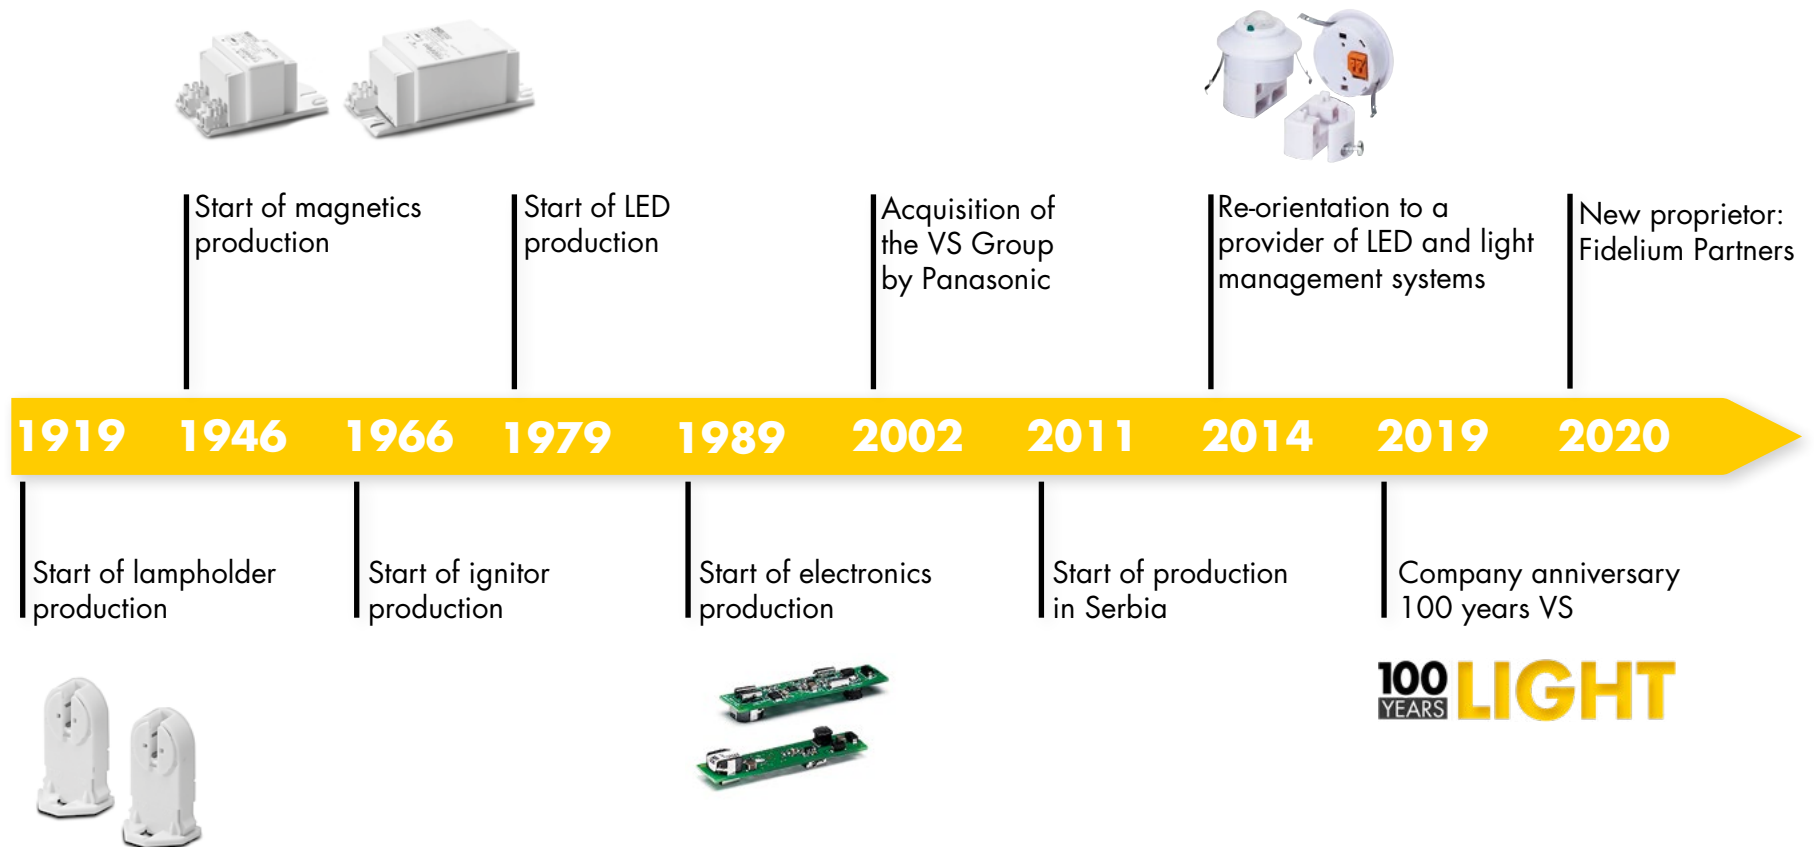 Start of magnetics
production
Start of LED
production
Acquisition of
the VS Group
by Panasonic
Re-orientation to a
provider of LED and light
management systems
New proprietor:
Fidelium Partners
1919 1946 1966 1979 1989 2002 2011 2014 2019 2020
Start of lampholder
production
Start of ignitor
production
Start of electronics
production
Start of production
in Serbia
Company anniversary
100 years VS
100
YEARS
LIGHT